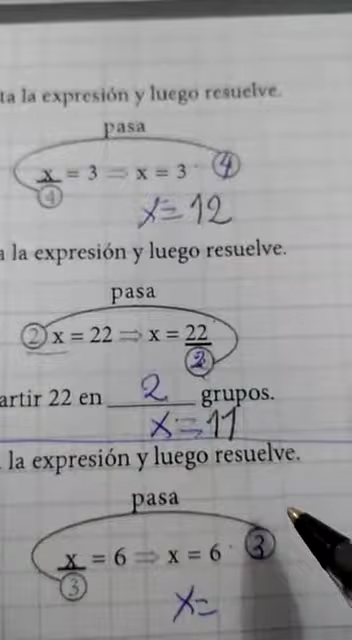 ta la expresión y luego resuelve.
pasa
x/4 = 3 ⇒ x = 3 · 4
x = 12
a la expresión y luego resuelve.
pasa
2 x = 22 ⇒ x = 22/2
artir 22 en 2 grupos.
x = 11
la expresión y luego resuelve.
pasa
x/3 = 6 ⇒ x = 6 · 3
x =